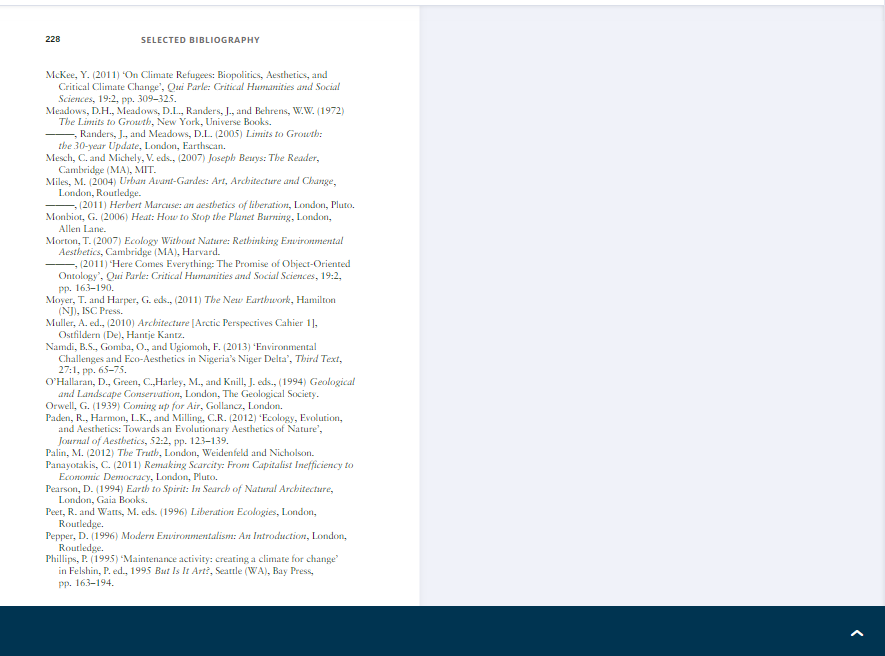 228 SELECTED BIBLIOGRAPHY
McKee, Y. (2011) ‘On Climate Refugees: Biopolitics, Aesthetics, and
Critical Climate Change’, Qui Parle: Critical Humanities and Social
Sciences, 19:2, pp. 309–325.
Meadows, D.H., Meadows, D.L., Randers, J., and Behrens, W.W. (1972)
The Limits to Growth, New York, Universe Books.
———, Randers, J., and Meadows, D.L. (2005) Limits to Growth:
the 30-year Update, London, Earthscan.
Mesch, C. and Michely, V. eds., (2007) Joseph Beuys: The Reader,
Cambridge (MA), MIT.
Miles, M. (2004) Urban Avant-Gardes: Art, Architecture and Change,
London, Routledge.
———, (2011) Herbert Marcuse: an aesthetics of liberation, London, Pluto.
Monbiot, G. (2006) Heat: How to Stop the Planet Burning, London,
Allen Lane.
Morton, T. (2007) Ecology Without Nature: Rethinking Environmental
Aesthetics, Cambridge (MA), Harvard.
———, (2011) ‘Here Comes Everything: The Promise of Object-Oriented
Ontology’, Qui Parle: Critical Humanities and Social Sciences, 19:2,
pp. 163–190.
Moyer, T. and Harper, G. eds., (2011) The New Earthwork, Hamilton
(NJ), ISC Press.
Muller, A. ed., (2010) Architecture [Arctic Perspectives Cahier 1],
Ostfildern (De), Hantje Kantz.
Namdi, B.S., Gomba, O., and Ugiomoh, F. (2013) ‘Environmental
Challenges and Eco-Aesthetics in Nigeria’s Niger Delta’, Third Text,
27:1, pp. 65–75.
O’Hallaran, D., Green, C.,Harley, M., and Knill, J. eds., (1994) Geological
and Landscape Conservation, London, The Geological Society.
Orwell, G. (1939) Coming up for Air, Gollancz, London.
Paden, R., Harmon, L.K., and Milling, C.R. (2012) ‘Ecology, Evolution,
and Aesthetics: Towards an Evolutionary Aesthetics of Nature’,
Journal of Aesthetics, 52:2, pp. 123–139.
Palin, M. (2012) The Truth, London, Weidenfeld and Nicholson.
Panayotakis, C. (2011) Remaking Scarcity: From Capitalist Inefficiency to
Economic Democracy, London, Pluto.
Pearson, D. (1994) Earth to Spirit: In Search of Natural Architecture,
London, Gaia Books.
Peet, R. and Watts, M. eds. (1996) Liberation Ecologies, London,
Routledge.
Pepper, D. (1996) Modern Environmentalism: An Introduction, London,
Routledge.
Phillips, P. (1995) ‘Maintenance activity: creating a climate for change’
in Felshin, P. ed., 1995 But Is It Art?, Seattle (WA), Bay Press,
pp. 163–194.